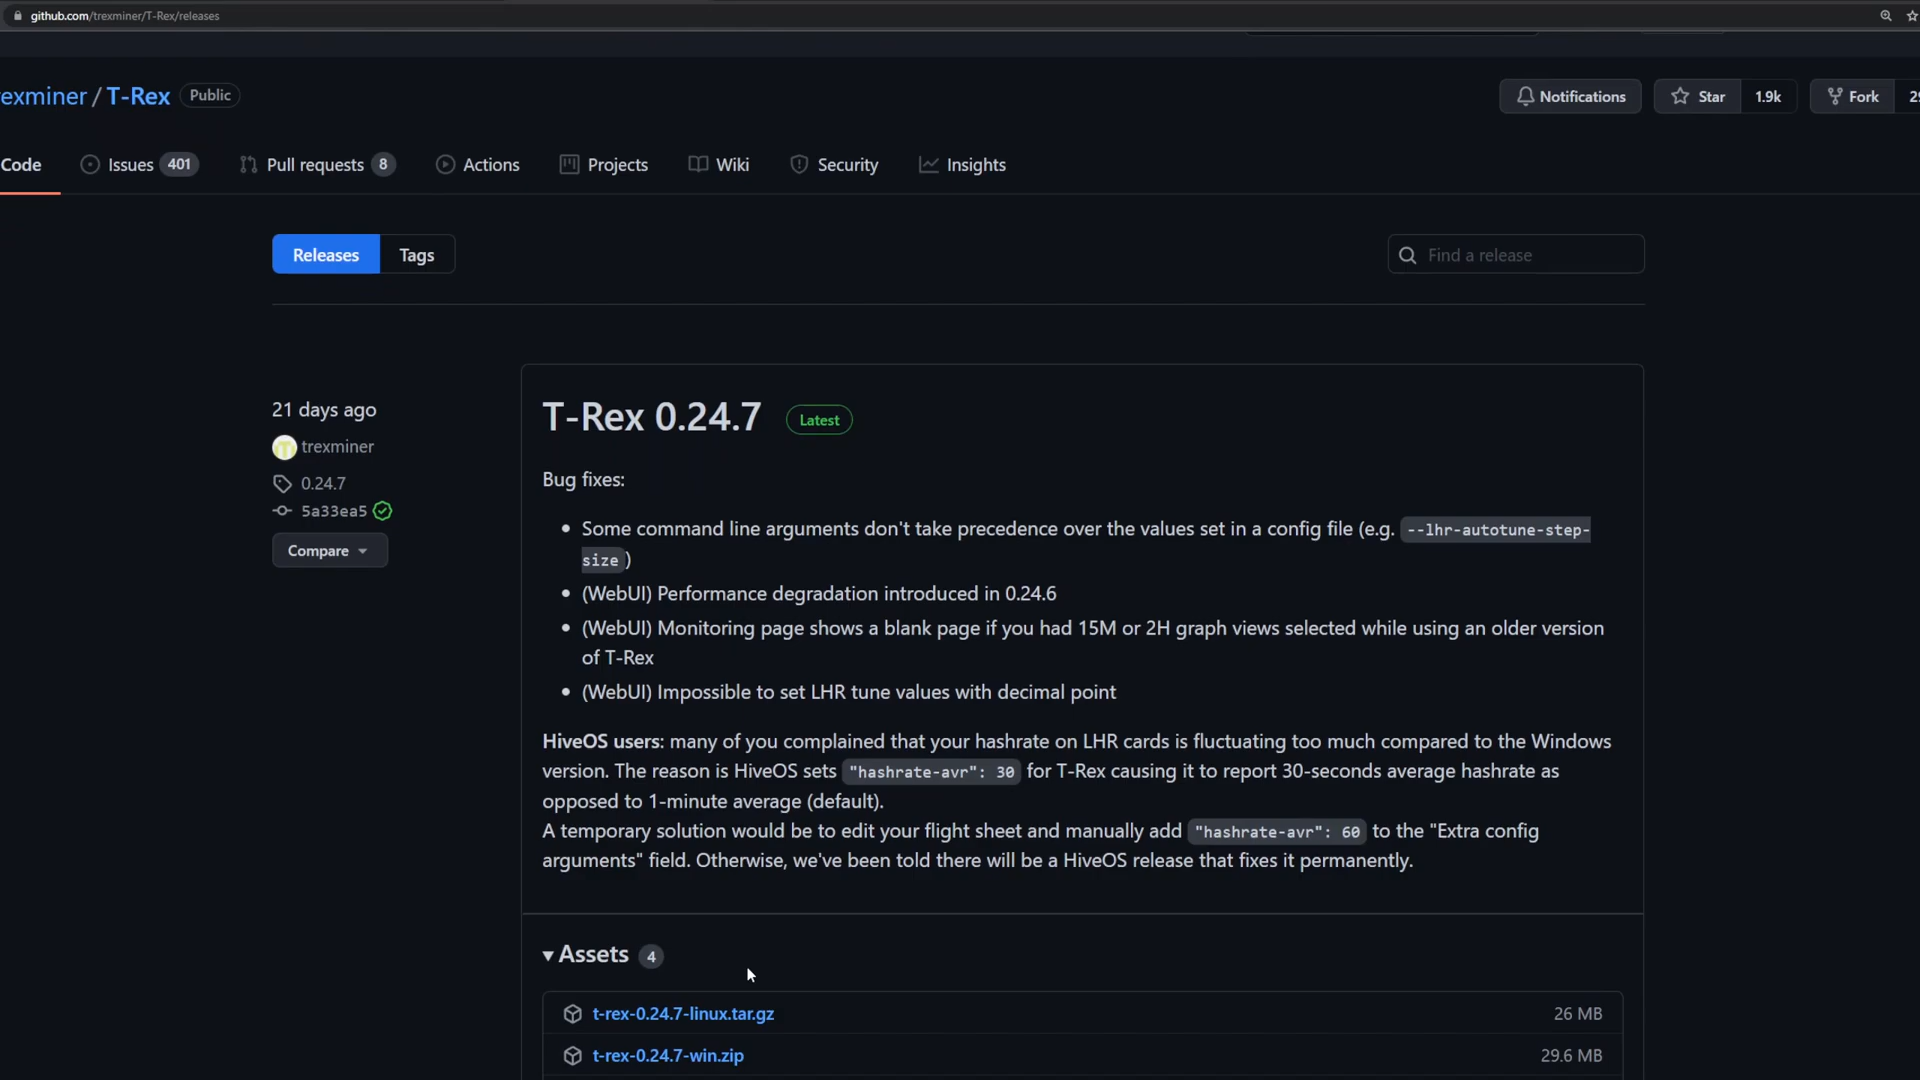 github.com/trexminer/T-Rex/releases
exminer / T-Rex Public
Notifications Star 1.9k Fork
Code Issues 401 Pull requests 8 Actions Projects Wiki Security Insights
Releases Tags Find a release
21 days ago
trexminer
0.24.7
5a33ea5
Compare
T-Rex 0.24.7 Latest
Bug fixes:
Some command line arguments don't take precedence over the values set in a config file (e.g. --lhr-autotune-step-
size )
(WebUI) Performance degradation introduced in 0.24.6
(WebUI) Monitoring page shows a blank page if you had 15M or 2H graph views selected while using an older version
of T-Rex
(WebUI) Impossible to set LHR tune values with decimal point
HiveOS users: many of you complained that your hashrate on LHR cards is fluctuating too much compared to the Windows
version. The reason is HiveOS sets "hashrate-avr": 30 for T-Rex causing it to report 30-seconds average hashrate as
opposed to 1-minute average (default).
A temporary solution would be to edit your flight sheet and manually add "hashrate-avr": 60 to the "Extra config
arguments" field. Otherwise, we've been told there will be a HiveOS release that fixes it permanently.
Assets 4
t-rex-0.24.7-linux.tar.gz 26 MB
t-rex-0.24.7-win.zip 29.6 MB